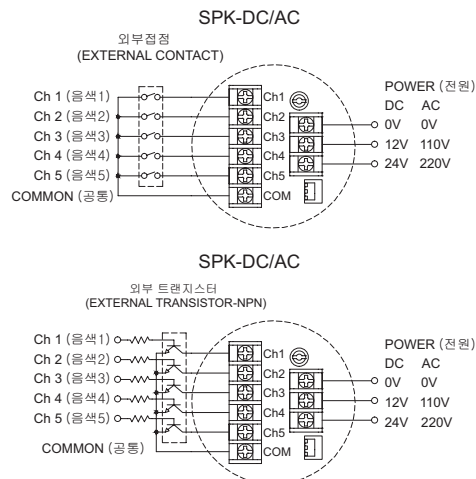 SPK-DC/AC
외부접점
(EXTERNAL CONTACT)
Ch 1 (음색1)
Ch 2 (음색2)
Ch 3 (음색3)
Ch 4 (음색4)
Ch 5 (음색5)
COMMON (공통)
Ch1
Ch2
Ch3
Ch4
Ch5
COM
POWER (전원)
DC AC
0V 0V
12V 110V
24V 220V
SPK-DC/AC
외부 트랜지스터
(EXTERNAL TRANSISTOR-NPN)
Ch 1 (음색1)
Ch 2 (음색2)
Ch 3 (음색3)
Ch 4 (음색4)
Ch 5 (음색5)
COMMON (공통)
Ch1
Ch2
Ch3
Ch4
Ch5
COM
POWER (전원)
DC AC
0V 0V
12V 110V
24V 220V